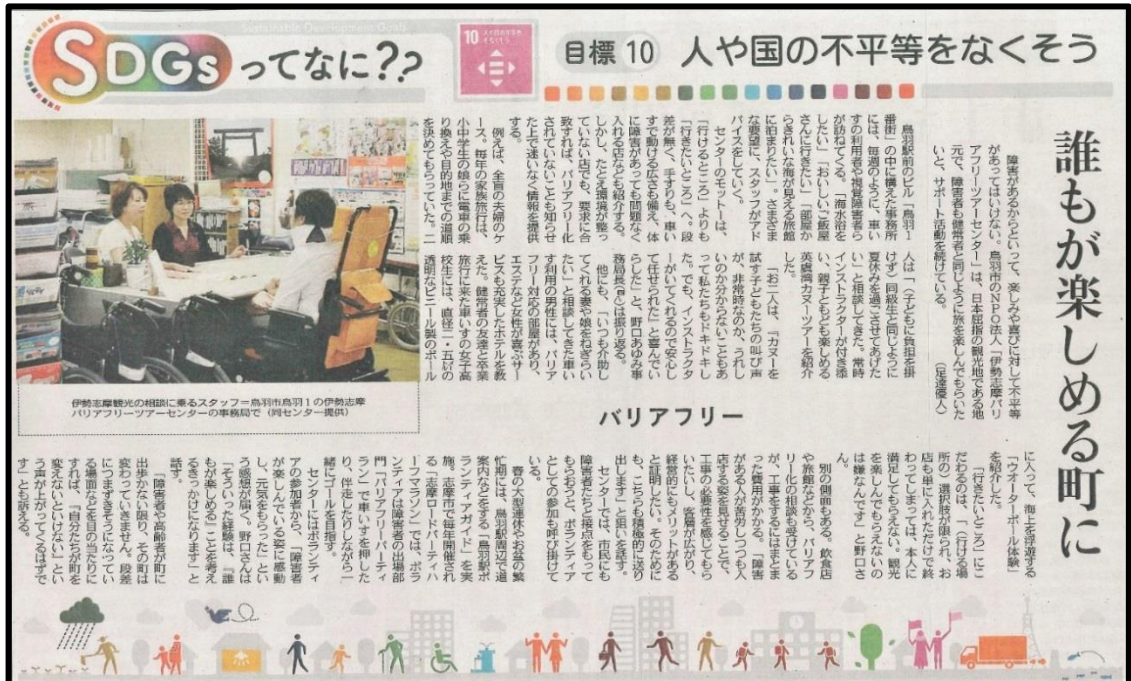 Sustainable Development Goals
SDGsってなに??
10 人や国の不平等をなくそう
目標10 人や国の不平等をなくそう
誰もが楽しめる町に
障害があるからといって、楽しみや喜びに対して不平等
があってはいけない。鳥羽市のNPO法人「伊勢志摩バリ
アフリーツアーセンター」は、日本屈指の観光地である地
元で、障害者も健常者と同じように旅を楽しんでもらいた
いと、サポート活動を続けている。（足達優人）
鳥羽駅前のビル「鳥羽1
番街」の中に構えた事務所
には、毎週のように、車い
すの利用者や視覚障害者ら
が訪ねてくる。「海水浴を
したい」「おいしいご飯屋
さんに行きたい」「部屋か
らきれいな海が見える旅館
に泊まりたい」。さまざま
な要望に、スタッフがアド
バイスをしていく。
センターのモットーは、
「行けるところ」よりも
「行きたいところ」へ。段
差が無く、手すりも、車い
すで動ける広さも備え、体
に障害があっても問題なく
入れる店なども紹介する。
しかし、たとえ環境が整っ
ていない店でも、要求に合
致すれば、バリアフリー化
されていないことも知らせ
た上で迷いなく情報を提供
する。
例えば、全盲の夫婦のケ
ース。毎年の家族旅行は、
小中学生の娘らに電車の乗
り換えや目的地までの道順
を決めてもらっていた。二
人は「（子どもに負担を掛
けず）同級生と同じように
夏休みを過ごさせてあげた
い」と相談してきた。常時
インストラクターが付き添
い、親子ともども楽しめる
英虞湾カヌーツアーを紹介
した。
「お二人は、『カヌーを
試す子どもたちの叫び声
が、非常時なのか、うれし
いのか分からないこともあ
って私たちもドキドキし
た。でも、インストラクタ
ーがいてくれるので安心し
て任せられた』と喜んでい
らした」と、野口あゆみ事
務局長は振り返る。
他にも、「いつも介助し
てくれる妻や娘をねぎらい
たい」と相談してきた車い
す利用の男性には、バリア
フリー対応の部屋があり、
エステなど女性が喜ぶサー
ビスも充実したホテルを教
えた。健常者の友達と卒業
旅行に来た車いすの女子高
校生には、直径二・五㍍の
透明なビニール製のボール
バリアフリー
に入って、海上を浮遊する
「ウオーターボール体験」
を紹介した。
「行きたいところ」にこ
だわるのは、「（行ける場
所の）選択肢が限られ、お
店も単に入れただけで終
わってしまっては、本人に
満足してもらえない。観光
を楽しんでもらえないの
は嫌なんです」と野口さ
ん。
別の側面もある。飲食店
や旅館などから、バリアフ
リー化の相談も受けている
が、工事をするにはまとま
った費用がかかる。「障害
がある人が苦労しつつも入
店する姿を見せることで、
工事の必要性を感じてもら
いたいし、客層が広がり、
経営的にもメリットがある
と証明したい。そのために
も、こちらも積極的に送り
出します」と狙いを話す。
センターでは、市民にも
障害者たちと接点をもって
もらおうと、ボランティア
としての参加も呼び掛けて
いる。
春の大型連休やお盆の繁
忙期には、鳥羽駅周辺で道
案内などをする「鳥羽駅ボ
ランティアガイド」を実
施。志摩市で毎年開催され
る「志摩ロードパーティハ
ーフマラソン」では、ボラ
ンティアは障害者の出場部
門「バリアフリーパーティ
ラン」で車いすを押した
り、伴走したりしながら一
緒にゴールを目指す。
センターにはボランティ
アの参加者から、「障害者
が楽しんでいる姿に感動
し、元気をもらった」とい
う感想が届く。野口さんは
「そういった経験は、『誰
もが楽しめる』ことを考え
るきっかけになります」と
話す。
「障害者や高齢者が町に
出歩かない限り、その町は
変わっていきません。段差
につまずきそうになってい
る場面などを目の当たりに
すれば、『自分たちが町を
変えないといけない』とい
う声が上がってくるはずで
す」とも訴える。
伊勢志摩観光の相談に乗るスタッフ＝鳥羽市鳥羽1の伊勢志摩
バリアフリーツアーセンターの事務局で（同センター提供）